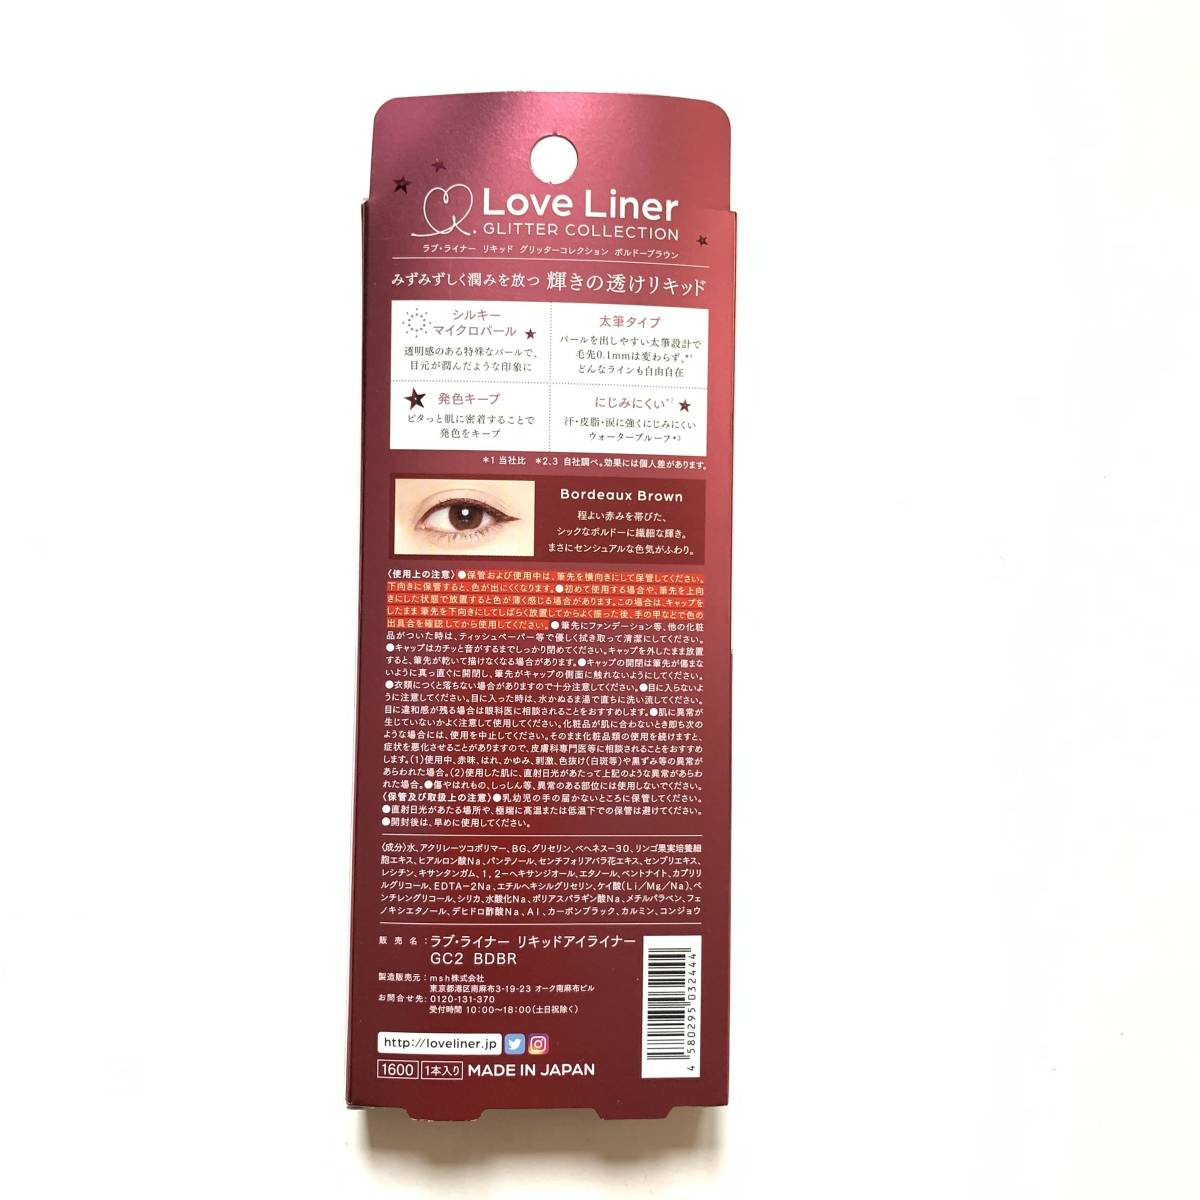 Love Liner
GLITTER COLLECTION
ラブ・ライナー リキッド グリッターコレクション ボルドーブラウン
みずみずしく潤みを放つ 輝きの透けリキッド
シルキー
マイクロパール
透明感のある特殊なパールで、
目元が潤んだような印象に
太筆タイプ
パールを出しやすい太筆設計で
毛先0.1mmは変わらず、*1
どんなラインも自由自在
発色キープ
ピタっと肌に密着することで
発色をキープ
にじみにくい*2
汗・皮脂・涙に強くにじみにくい
ウォータープルーフ*3
*1 当社比 *2,3 自社調べ。効果には個人差があります。
Bordeaux Brown
程よい赤みを帯びた、
シックなボルドーに繊細な輝き。
まさにセンシュアルな色気がふわり。
〈使用上の注意〉●保管および使用中は、筆先を横向きにして保管してください。
下向きに保管すると、色が出にくくなります。●初めて使用する場合や、筆先を上向
きにした状態で放置すると色が薄く感じる場合があります。この場合は、キャップを
したまま筆先を下向きにしてしばらく放置してからよく振った後、手の甲などで色の
出具合を確認してから使用してください。●筆先にファンデーション等、他の化粧
品がついた時は、ティッシュペーパー等で優しく拭き取って清潔にしてください。
●キャップはカチッと音がするまでしっかり閉めてください。キャップを外したまま放置
すると、筆先が乾いて描けなくなる場合があります。●キャップの開閉は筆先が傷まな
いように真っ直ぐに開閉し、筆先がキャップの側面に触れないようにしてください。
●衣類につくと落ちない場合がありますので十分注意してください。●目に入らないよ
うに注意してください。目に入った時は、水かぬるま湯で直ちに洗い流してください。
目に違和感が残る場合は眼科医に相談されることをおすすめします。●肌に異常が
生じていないかよく注意して使用してください。化粧品が肌に合わないとき即ち次の
ような場合には、使用を中止してください。そのまま化粧品類の使用を続けますと、
症状を悪化させることがありますので、皮膚科専門医等に相談されることをおすすめ
します。(1)使用中、赤味、はれ、かゆみ、刺激、色抜け(白斑等)や黒ずみ等の異常が
あらわれた場合。(2)使用した肌に、直射日光があたって上記のような異常があらわ
れた場合。●傷やはれもの、しっしん等、異常のある部位には使用しないでください。
〈保管及び取扱上の注意〉●乳幼児の手の届かないところに保管してください。
●直射日光があたる場所や、極端に高温または低温下での保管は避けてください。
●開封後は、早めに使用してください。
〈成分〉水、アクリレーツコポリマー、BG、グリセリン、ベヘネス-30、リンゴ果実培養細
胞エキス、ヒアルロン酸Na、パンテノール、センチフォリアバラ花エキス、センブリエキス、
レシチン、キサンタンガム、1,2-ヘキサンジオール、エタノール、ベントナイト、カプリリ
ルグリコール、EDTA-2Na、エチルヘキシルグリセリン、ケイ酸(Li/Mg/Na)、ペ
ンチレングリコール、シリカ、水酸化Na、ポリアスパラギン酸Na、メチルパラベン、フェ
ノキシエタノール、デヒドロ酢酸Na、Al、カーボンブラック、カルミン、コンジョウ
販売名: ラブ・ライナー リキッドアイライナー
GC2 BDBR
製造販売元: msh株式会社
東京都港区南麻布3-19-23 オーク南麻布ビル
お問合せ先: 0120-131-370
受付時間 10:00〜18:00(土日祝除く)
http://loveliner.jp
1600 1本入り MADE IN JAPAN
4 580295 032444